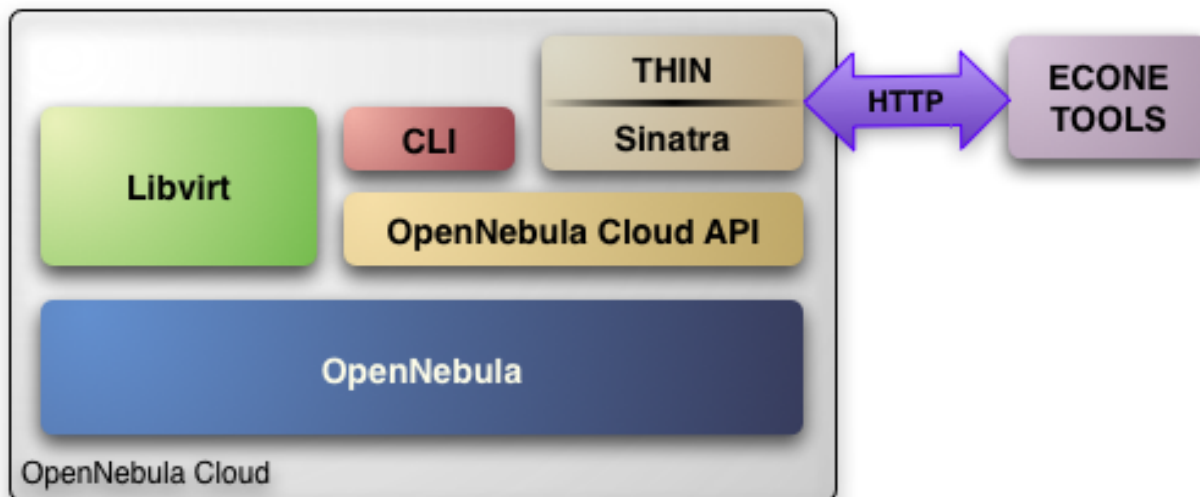 THIN
Sinatra
HTTP
ECONE
TOOLS
CLI
Libvirt
OpenNebula Cloud API
OpenNebula
OpenNebula Cloud